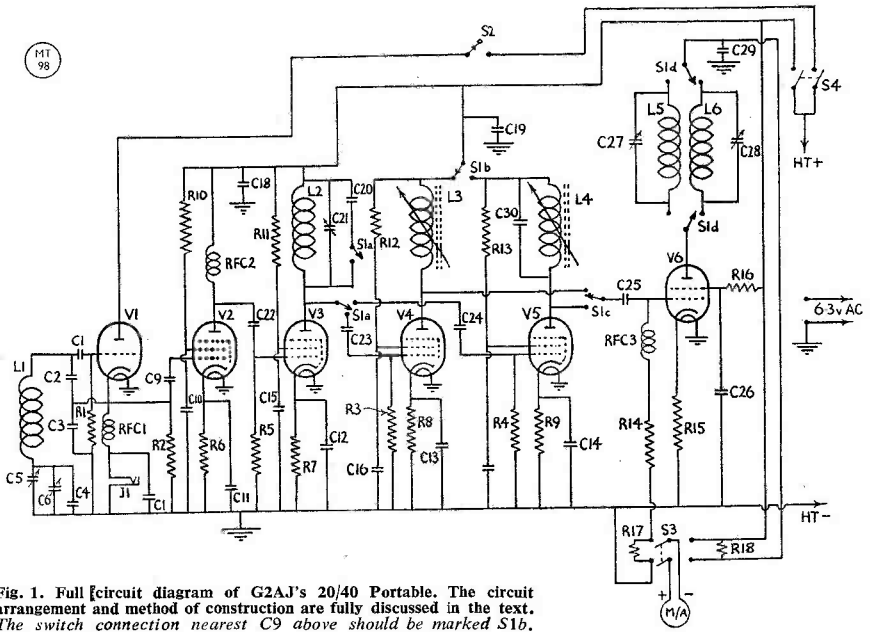 MT
98
S2
C29
S1d
S4
L5
L6
C19
C27
C28
HT+
S1b
R10
C18
L2
C20
L3
L4
C21
R11
R12
C30
R13
S1a
S1d
RFC2
V6
R16
C25
V1
V2
C22
V3
S1a
V4
C24
V5
S1c
6·3v AC
C1
C23
RFC3
L1
C2
C9
C10
C15
C26
C3
R1
RFC1
R2
R6
R5
C12
R3
R8
R4
R9
R14
R15
R7
C13
C14
C5
C6
C4
J1
C1
C11
C16
HT-
R17
S3
R18
+
-
M/A
Fig. 1. Full circuit diagram of G2AJ's 20/40 Portable. The circuit
arrangement and method of construction are fully discussed in the text.
The switch connection nearest C9 above should be marked S1b.